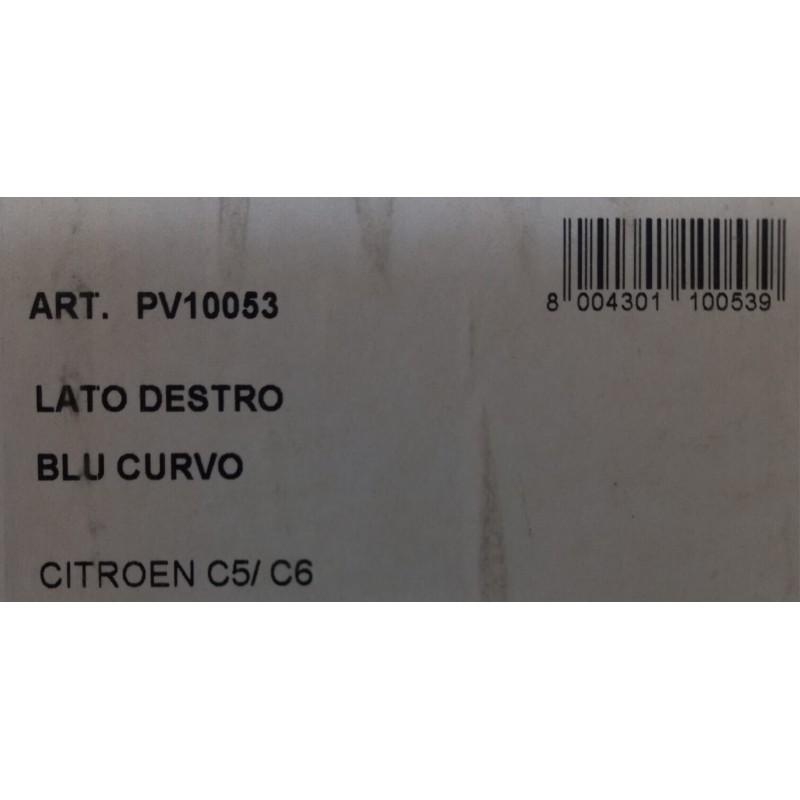 ART. PV10053
8 004301 100539
LATO DESTRO
BLU CURVO
CITROEN C5/ C6